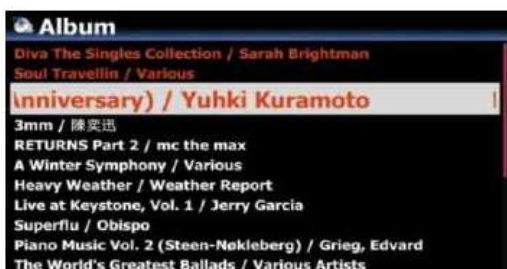 Album
Diva The Singles Collection / Sarah Brightman
Soul Travellin / Various
Anniversary) / Yuhki Kuramoto
3mm / 陳奕迅
RETURNS Part 2 / mc the max
A Winter Symphony / Various
Heavy Weather / Weather Report
Live at Keystone, Vol. 1 / Jerry Garcia
Superflu / Obispo
Piano Music Vol. 2 (Steen-Nøkleberg) / Grieg, Edvard
The World's Greatest Ballads / Various Artists